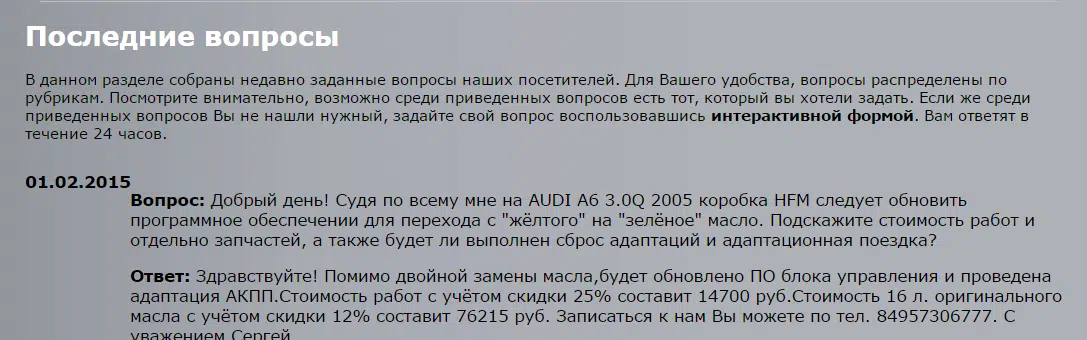 Последние вопросы
В данном разделе собраны недавно заданные вопросы наших посетителей. Для Вашего удобства, вопросы распределены по
рубрикам. Посмотрите внимательно, возможно среди приведенных вопросов есть тот, который вы хотели задать. Если же среди
приведенных вопросов Вы не нашли нужный, задайте свой вопрос воспользовавшись интерактивной формой. Вам ответят в
течение 24 часов.
01.02.2015
Вопрос: Добрый день! Судя по всему мне на AUDI A6 3.0Q 2005 коробка HFM следует обновить
программное обеспечении для перехода с "жёлтого" на "зелёное" масло. Подскажите стоимость работ и
отдельно запчастей, а также будет ли выполнен сброс адаптаций и адаптационная поездка?
Ответ: Здравствуйте! Помимо двойной замены масла,будет обновлено ПО блока управления и проведена
адаптация АКПП.Стоимость работ с учётом скидки 25% составит 14700 руб.Стоимость 16 л. оригинального
масла с учётом скидки 12% составит 76215 руб. Записаться к нам Вы можете по тел. 84957306777. С
уважением Сергей